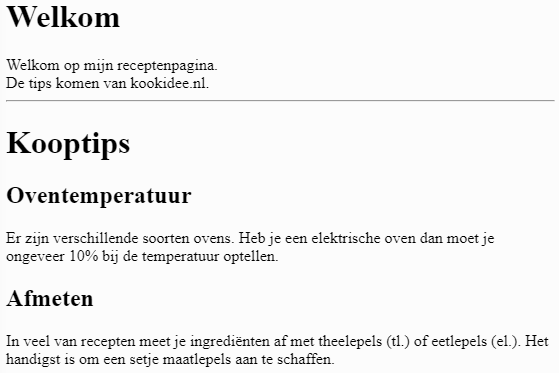 Welkom
Welkom op mijn receptenpagina.
De tips komen van kookidee.nl.
Kooptips
Oventemperatuur
Er zijn verschillende soorten ovens. Heb je een elektrische oven dan moet je
ongeveer 10% bij de temperatuur optellen.
Afmeten
In veel van recepten meet je ingrediënten af met theelepels (tl.) of eetlepels (el.). Het
handigst is om een setje maatlepels aan te schaffen.